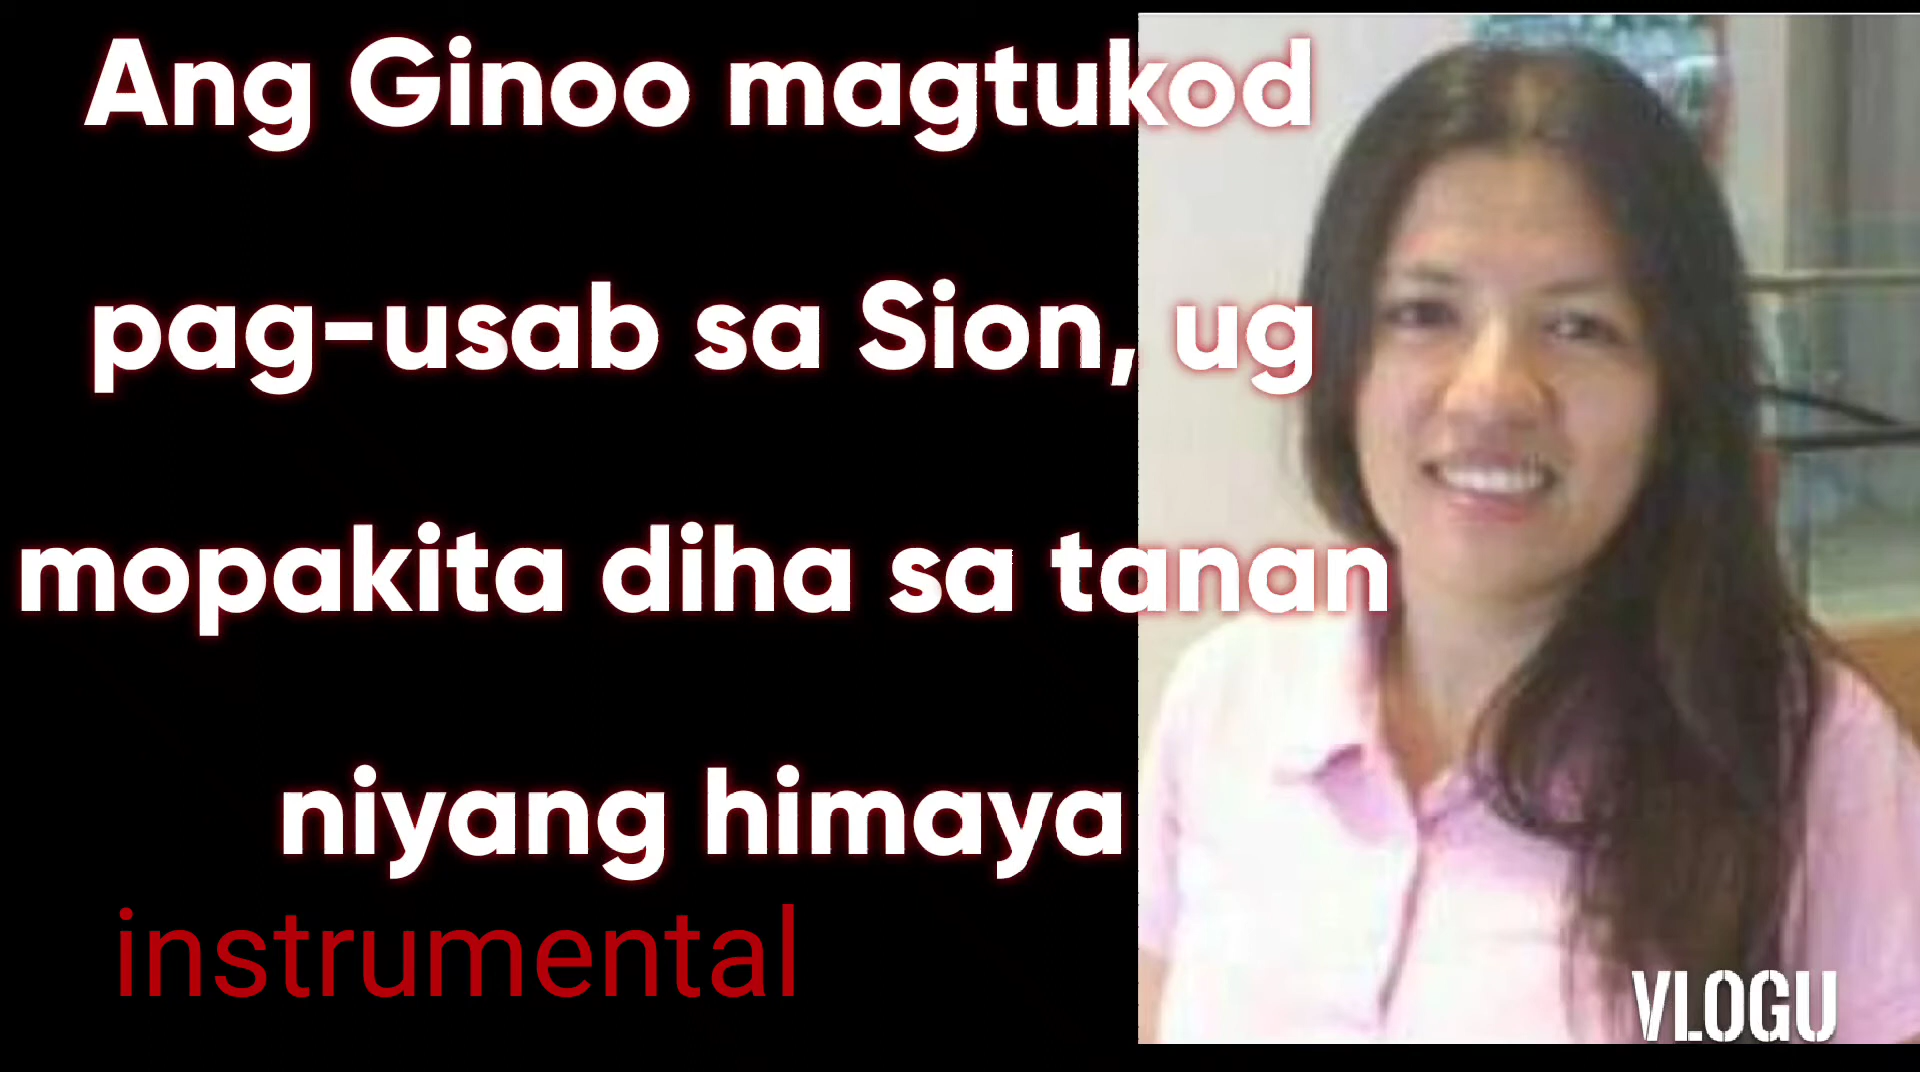 Ang Ginoo magtukod
pag-usab sa Sion, ug
mopakita diha sa tanan
niyang himaya
instrumental
VLOGU